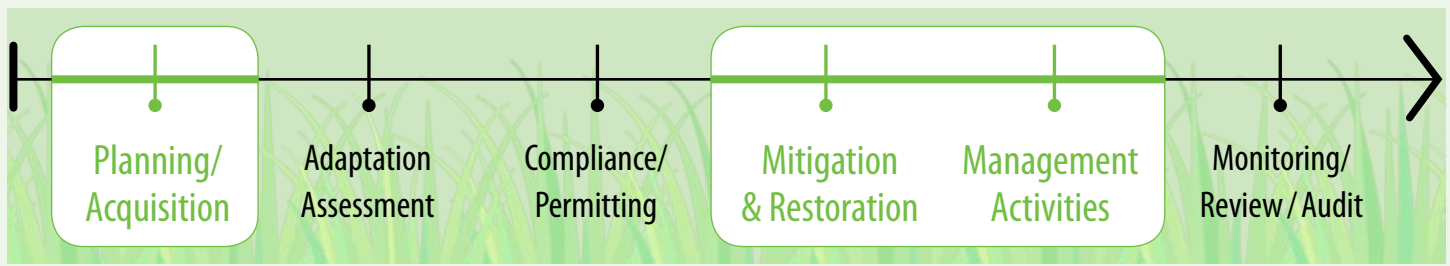 Planning/
Acquisition
Adaptation
Assessment
Compliance/
Permitting
Mitigation
& Restoration
Management
Activities
Monitoring/
Review / Audit